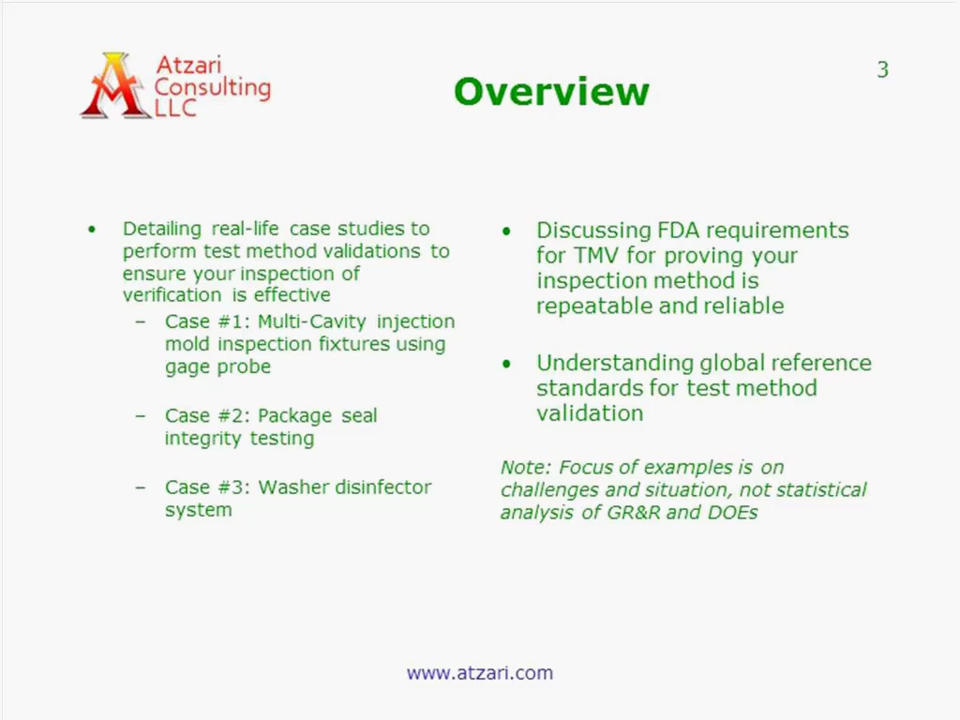 Atzari
Consulting
LLC
Overview
3
• Detailing real-life case studies to
perform test method validations to
ensure your inspection of
verification is effective
– Case #1: Multi-Cavity injection
mold inspection fixtures using
gage probe
– Case #2: Package seal
integrity testing
– Case #3: Washer disinfector
system
• Discussing FDA requirements
for TMV for proving your
inspection method is
repeatable and reliable
• Understanding global reference
standards for test method
validation
Note: Focus of examples is on
challenges and situation, not statistical
analysis of GR&R and DOEs
www.atzari.com